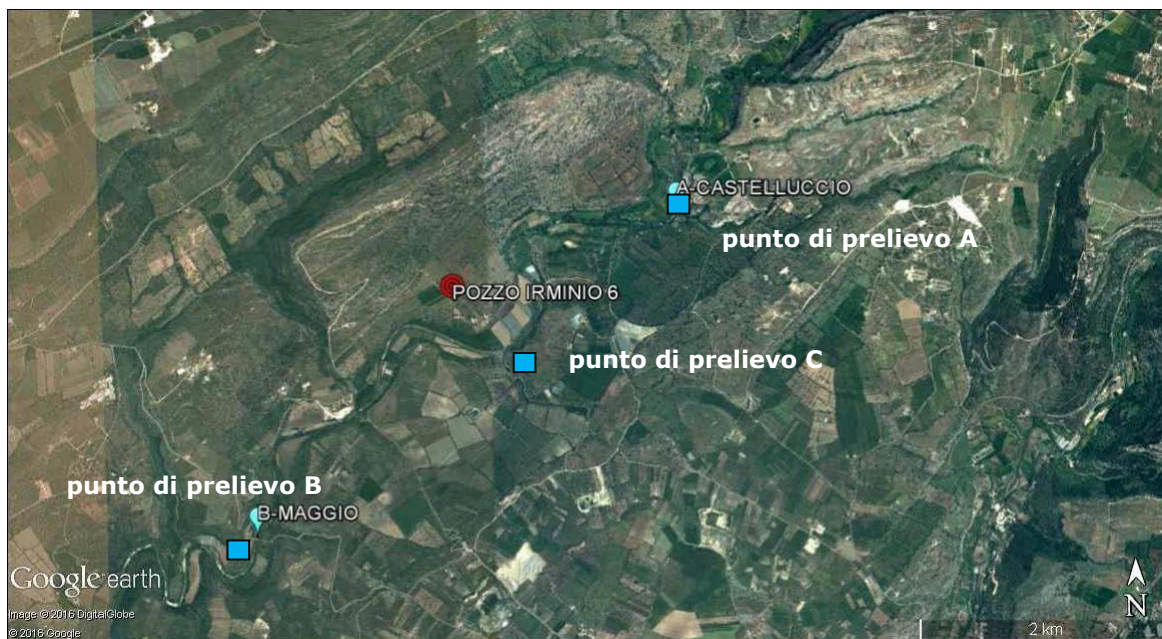 A-CASTELLUCCIO
punto di prelievo A
POZZO IRMINIO 6
punto di prelievo C
punto di prelievo B
B-MAGGIO
Google earth
Image © 2016 DigitalGlobe
© 2016 Google
N
2 km